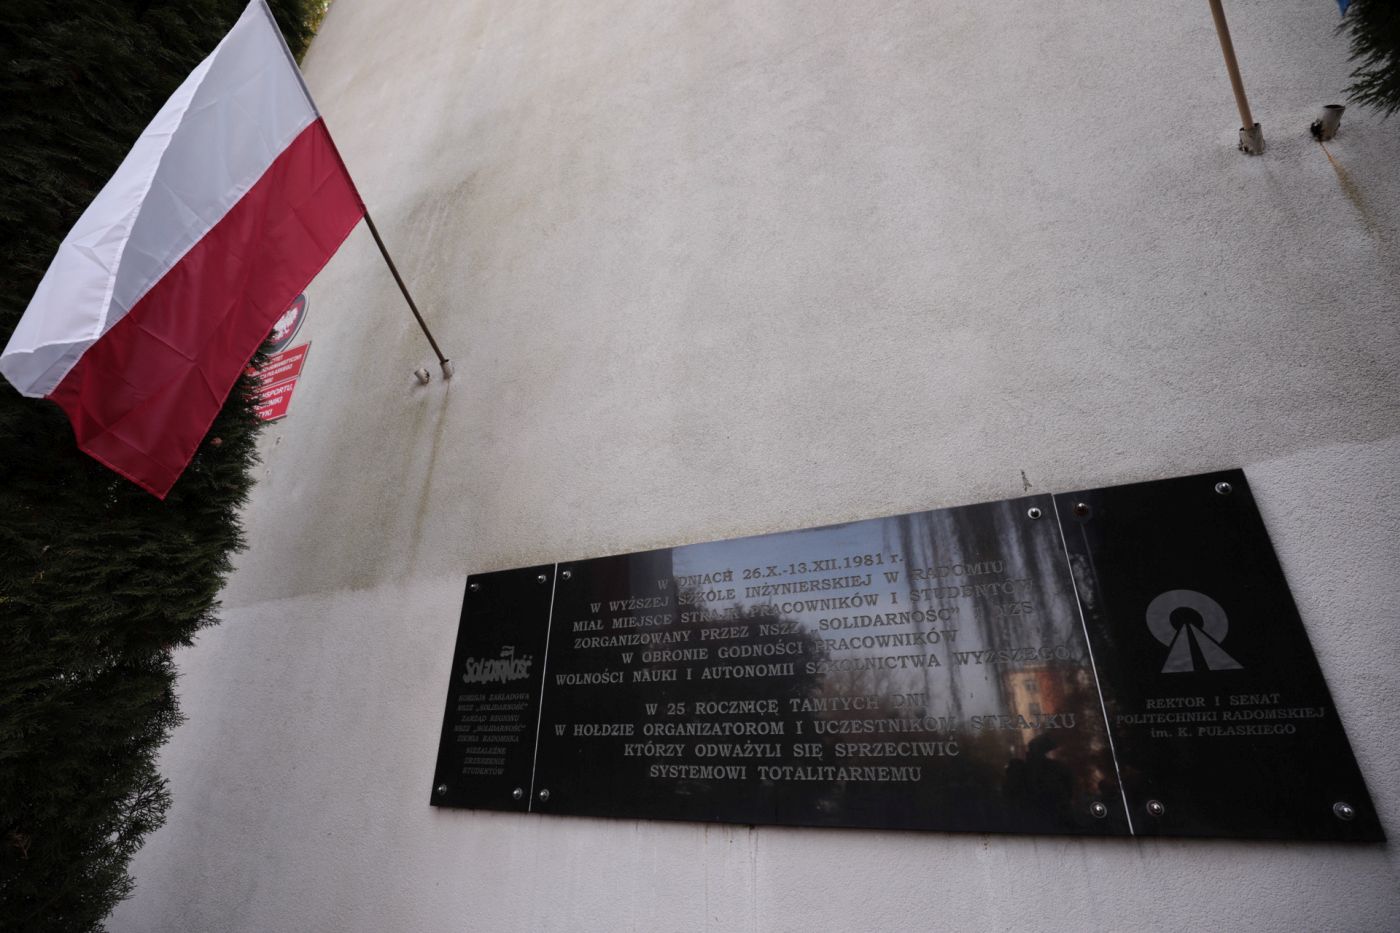 SPORTU,
W DNIACH 26.X.-13.XII.1981 r.
W WYŻSZEJ SZKOLE INŻYNIERSKIEJ W RADOMIU
MIAŁ MIEJSCE STRAJK PRACOWNIKÓW I STUDENTÓW
ZORGANIZOWANY PRZEZ NSZZ „SOLIDARNOŚĆ” I NZS
W OBRONIE GODNOŚCI PRACOWNIKÓW
WOLNOŚCI NAUKI I AUTONOMII SZKOLNICTWA WYŻSZEGO.
W 25 ROCZNICĘ TAMTYCH DNI
W HOŁDZIE ORGANIZATOROM I UCZESTNIKOM STRAJKU
KTÓRZY ODWAŻYLI SIĘ SPRZECIWIĆ
SYSTEMOWI TOTALITARNEMU
SOLIDARNOŚĆ
KOMISJA ZAKŁADOWA
NSZZ „SOLIDARNOŚĆ”
ZARZĄD REGIONU
NSZZ „SOLIDARNOŚĆ”
ZIEMIA RADOMSKA
NIEZALEŻNE
ZRZESZENIE
STUDENTÓW
REKTOR I SENAT
POLITECHNIKI RADOMSKIEJ
im. K. PUŁASKIEGO